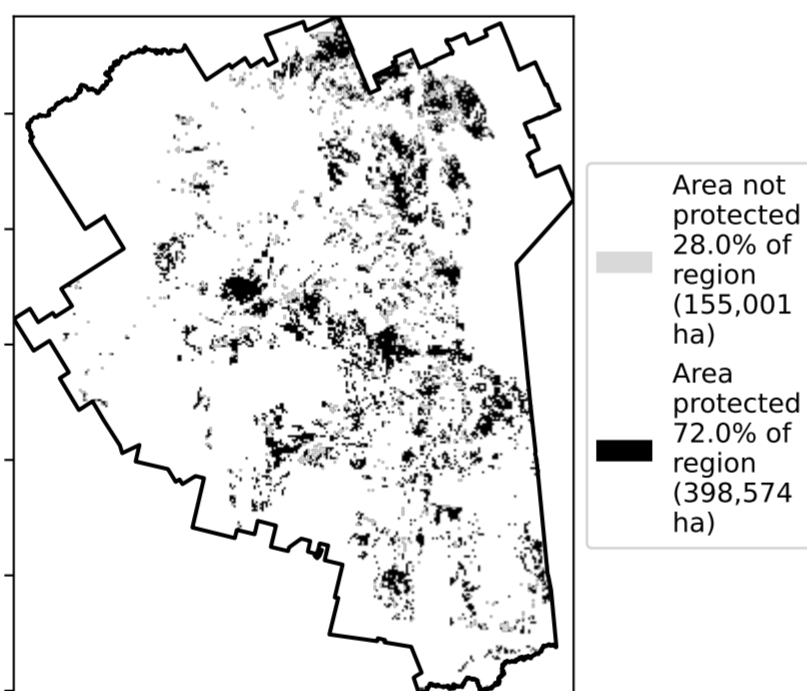 Area not
protected
28.0% of
region
(155,001
ha)
Area
protected
72.0% of
region
(398,574
ha)